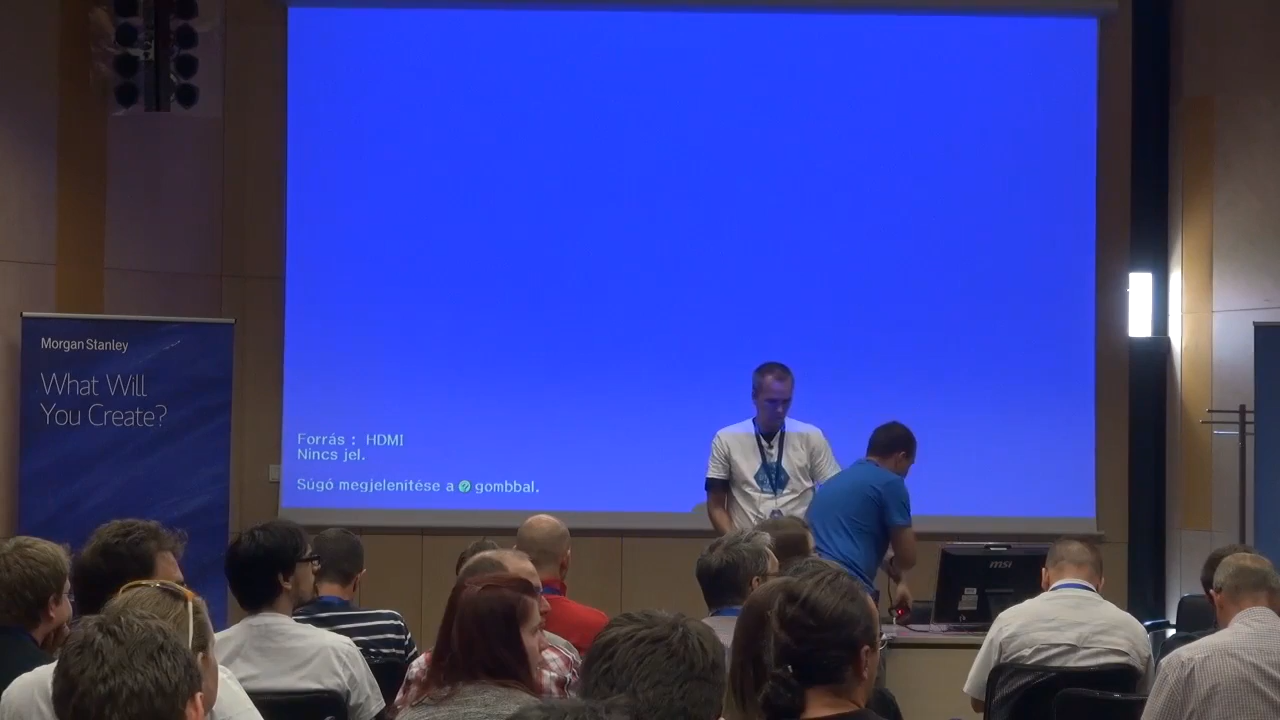 Morgan Stanley
What Will
You Create?
Forrás : HDMI
Nincs jel.
Súgó megjelenítése a ? gombbal.
msi